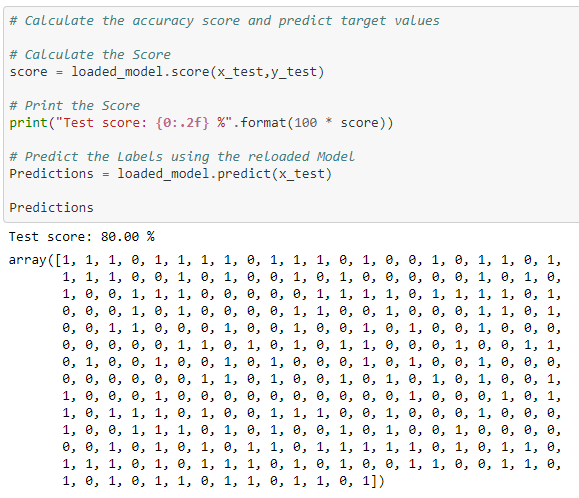 # Calculate the accuracy score and predict target values
# Calculate the Score
score = loaded_model.score(x_test,y_test)
# Print the Score
print("Test score: {0:.2f} %".format(100 * score))
# Predict the Labels using the reloaded Model
Predictions = loaded_model.predict(x_test)
Predictions
Test score: 80.00 %
array([1, 1, 1, 0, 1, 1, 1, 1, 0, 1, 1, 1, 0, 1, 0, 0, 1, 0, 1, 1, 0, 1,
1, 1, 1, 0, 0, 1, 0, 1, 0, 0, 1, 0, 1, 0, 0, 0, 0, 0, 1, 0, 1, 0,
1, 0, 0, 1, 1, 1, 0, 0, 0, 0, 0, 1, 1, 1, 1, 0, 1, 1, 1, 1, 0, 1,
0, 0, 0, 1, 0, 1, 0, 0, 0, 0, 1, 1, 0, 0, 1, 0, 0, 0, 1, 1, 0, 1,
0, 0, 1, 1, 0, 0, 0, 1, 0, 0, 1, 0, 0, 1, 0, 1, 0, 0, 1, 0, 0, 0,
0, 0, 0, 0, 0, 1, 1, 0, 1, 0, 1, 0, 1, 1, 0, 0, 0, 1, 0, 0, 1, 1,
0, 1, 0, 0, 1, 0, 0, 1, 0, 1, 0, 0, 0, 1, 0, 1, 0, 0, 1, 0, 0, 0,
0, 0, 0, 0, 0, 0, 1, 1, 0, 1, 0, 0, 1, 0, 1, 0, 1, 0, 1, 0, 0, 1,
1, 0, 0, 0, 1, 0, 0, 0, 0, 0, 0, 0, 0, 0, 1, 0, 0, 0, 1, 0, 1,
1, 0, 1, 1, 1, 0, 1, 0, 0, 1, 1, 1, 0, 0, 1, 0, 0, 0, 1, 0, 0, 0,
1, 0, 0, 1, 1, 1, 0, 1, 0, 1, 0, 0, 1, 0, 1, 0, 0, 1, 0, 0, 0, 0,
0, 0, 1, 0, 1, 0, 1, 0, 1, 1, 0, 1, 1, 1, 1, 1, 0, 1, 0, 1, 1, 0,
1, 1, 1, 0, 1, 0, 1, 1, 1, 0, 1, 0, 1, 0, 0, 1, 1, 0, 0, 1, 1, 0,
1, 0, 1, 0, 1, 1, 0, 1, 1, 0, 1, 1, 0, 1])